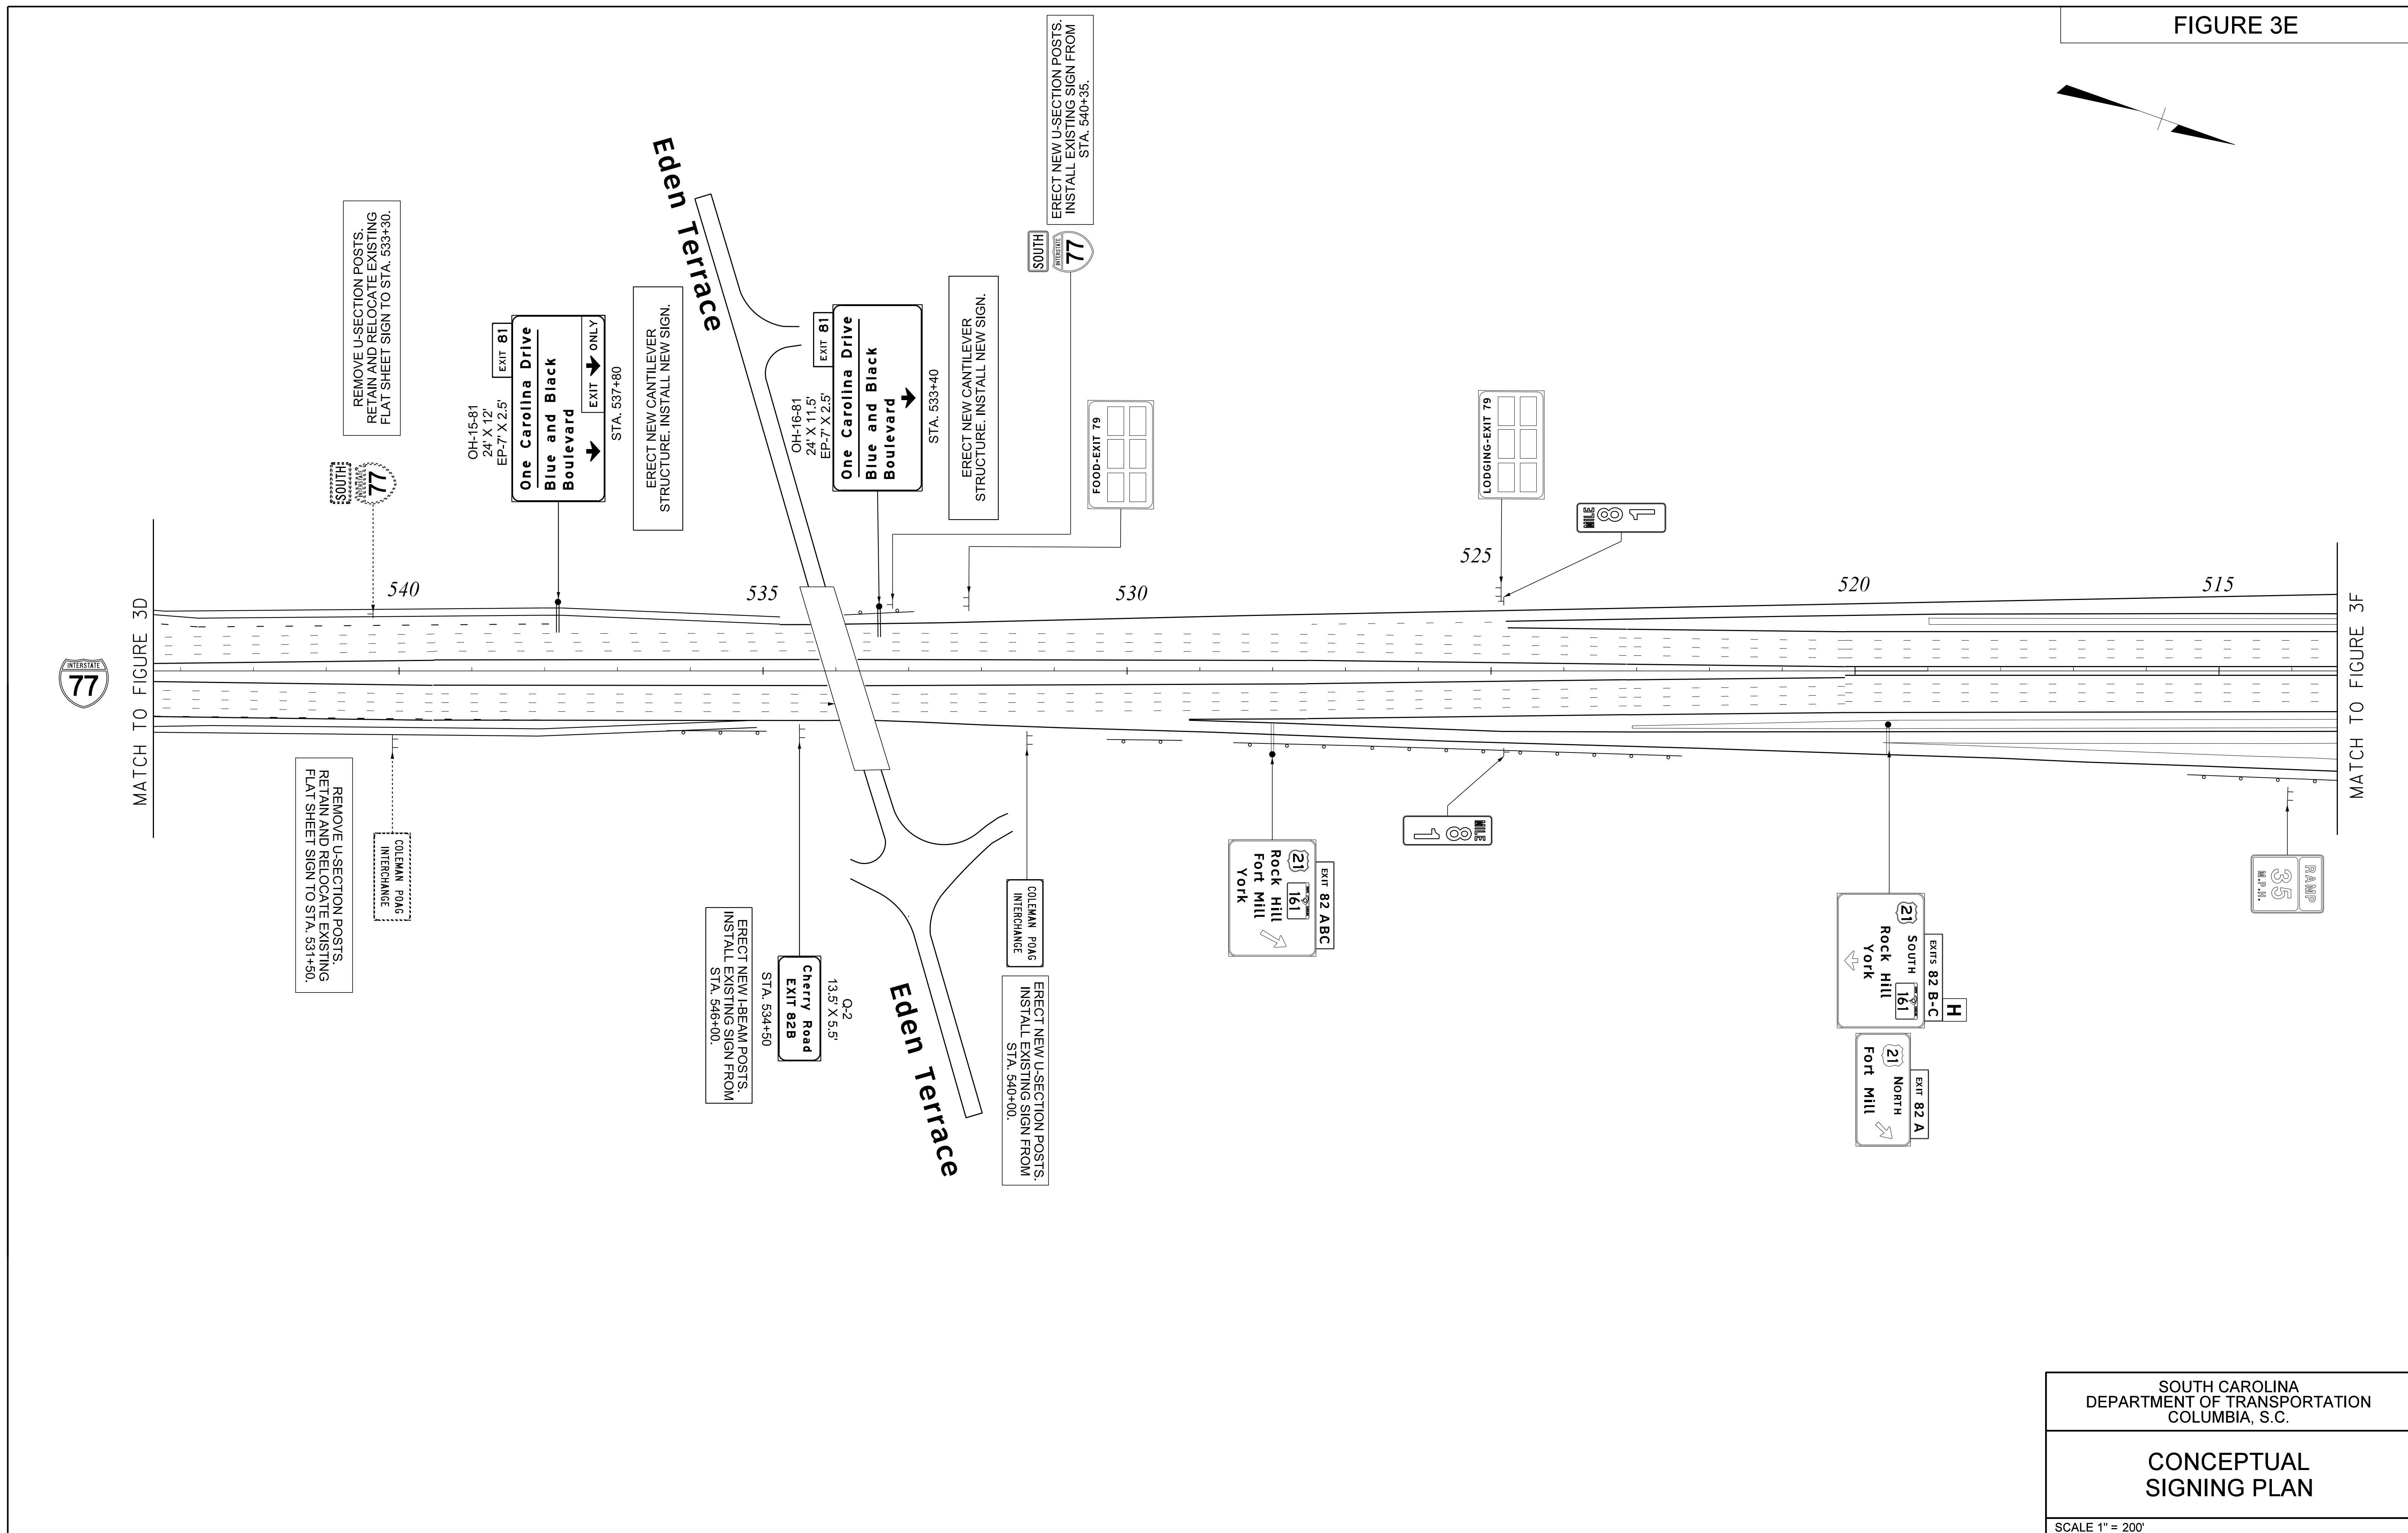 FIGURE 3E
ERECT NEW U-SECTION POSTS.
INSTALL EXISTING SIGN FROM
STA. 540+35.
SOUTH
INTERSTATE
77
Eden Terrace
REMOVE U-SECTION POSTS.
RETAIN AND RELOCATE EXISTING
FLAT SHEET SIGN TO STA. 533+30.
SOUTH
INTERSTATE
77
OH-15-81
24' X 12'
EP-7' X 2.5'
EXIT 81
One Carolina Drive
Blue and Black
Boulevard
EXIT ONLY
STA. 537+80
ERECT NEW CANTILEVER
STRUCTURE. INSTALL NEW SIGN.
OH-16-81
24' X 11.5'
EP-7' X 2.5'
EXIT 81
One Carolina Drive
Blue and Black
Boulevard
STA. 533+40
ERECT NEW CANTILEVER
STRUCTURE. INSTALL NEW SIGN.
FOOD-EXIT 79
LODGING-EXIT 79
MILE
81
540
535
530
525
520
515
MATCH TO FIGURE 3D
INTERSTATE
77
MATCH TO FIGURE 3F
REMOVE U-SECTION POSTS.
RETAIN AND RELOCATE EXISTING
FLAT SHEET SIGN TO STA. 531+50.
COLEMAN POAG
INTERCHANGE
ERECT NEW I-BEAM POSTS.
INSTALL EXISTING SIGN FROM
STA. 546+00.
Q-2
13.5' X 5.5'
Cherry Road
EXIT 82B
STA. 534+50
Eden Terrace
COLEMAN POAG
INTERCHANGE
ERECT NEW U-SECTION POSTS.
INSTALL EXISTING SIGN FROM
STA. 540+00.
EXIT 82 ABC
21 161
Rock Hill
Fort Mill
York
MILE
81
H
EXITS 82 B-C
21 SOUTH 161
Rock Hill
York
EXIT 82 A
21 NORTH
Fort Mill
RAMP
35
M.P.H.
SOUTH CAROLINA
DEPARTMENT OF TRANSPORTATION
COLUMBIA, S.C.
CONCEPTUAL
SIGNING PLAN
SCALE 1" = 200'